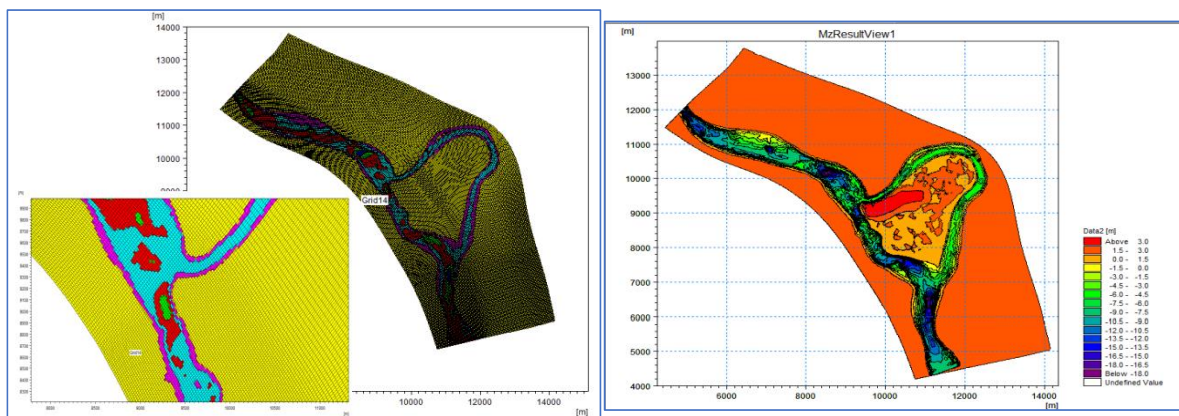 [m]
14000
13000
12000
11000
10000
9000
Grid14
10000
12000
14000
[m]
MzResultView1
[m]
13000
12000
11000
10000
9000
8000
7000
6000
5000
4000
6000
8000
10000
12000
14000
[m]
Data2 [m]
Above 3.0
1.5 - 3.0
0.0 - 1.5
-1.5 - 0.0
-3.0 - -1.5
-4.5 - -3.0
-6.0 - -4.5
-7.5 - -6.0
-9.0 - -7.5
-10.5 - -9.0
-12.0 - -10.5
-13.5 - -12.0
-15.0 - -13.5
-16.5 - -15.0
-18.0 - -16.5
Below -18.0
Undefined Value